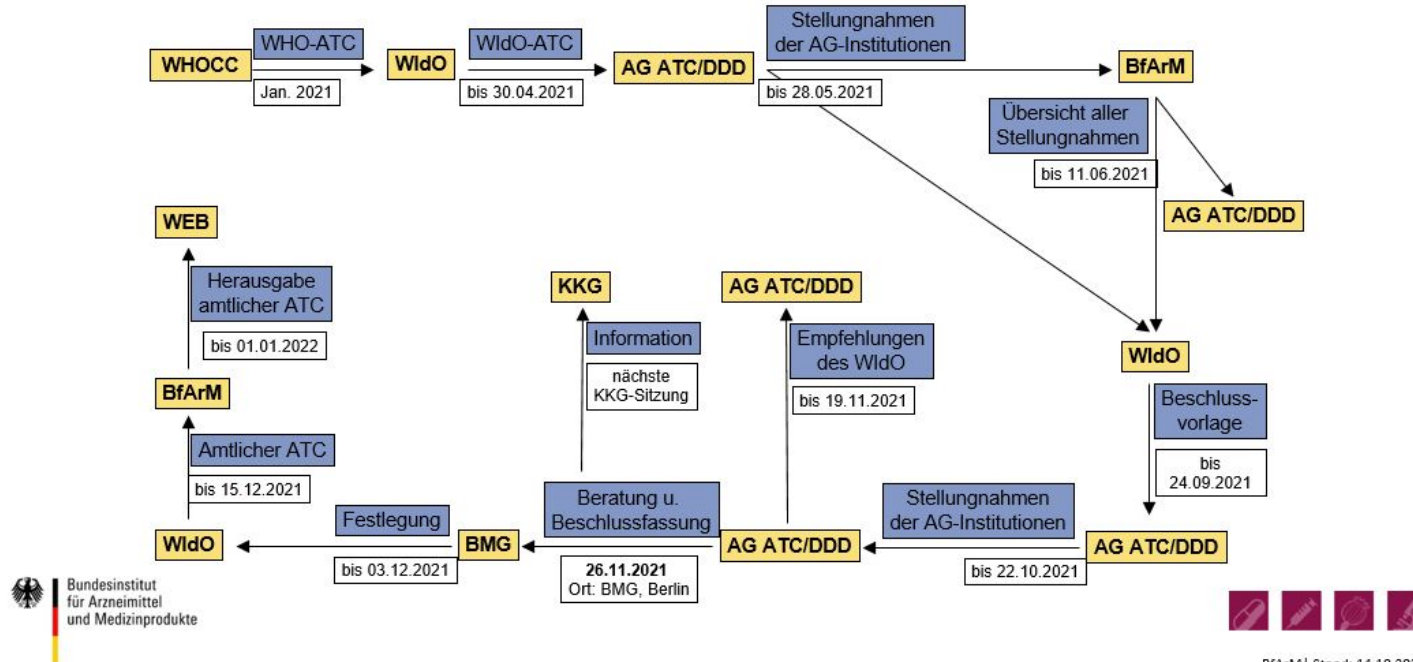 WHOCC
WHO-ATC
Jan. 2021
WIdO
WIdO-ATC
bis 30.04.2021
AG ATC/DDD
Stellungnahmen
der AG-Institutionen
bis 28.05.2021
BfArM
Übersicht aller
Stellungnahmen
bis 11.06.2021
AG ATC/DDD
WIdO
Beschluss-
vorlage
bis
24.09.2021
AG ATC/DDD
Stellungnahmen
der AG-Institutionen
bis 22.10.2021
AG ATC/DDD
Empfehlungen
des WIdO
bis 19.11.2021
AG ATC/DDD
Beratung u.
Beschlussfassung
26.11.2021
Ort: BMG, Berlin
KKG
Information
nächste
KKG-Sitzung
BMG
Festlegung
bis 03.12.2021
WIdO
Amtlicher ATC
bis 15.12.2021
BfArM
Herausgabe
amtlicher ATC
bis 01.01.2022
WEB
Bundesinstitut
für Arzneimittel
und Medizinprodukte